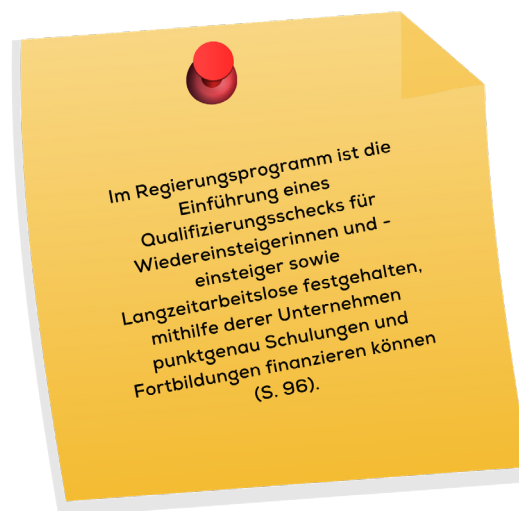 Im Regierungsprogramm ist die
Einführung eines
Qualifizierungsschecks für
Wiedereinsteigerinnen und -
einsteiger sowie
Langzeitarbeitslose festgehalten,
mithilfe derer Unternehmen
punktgenau Schulungen und
Fortbildungen finanzieren können
(S. 96).